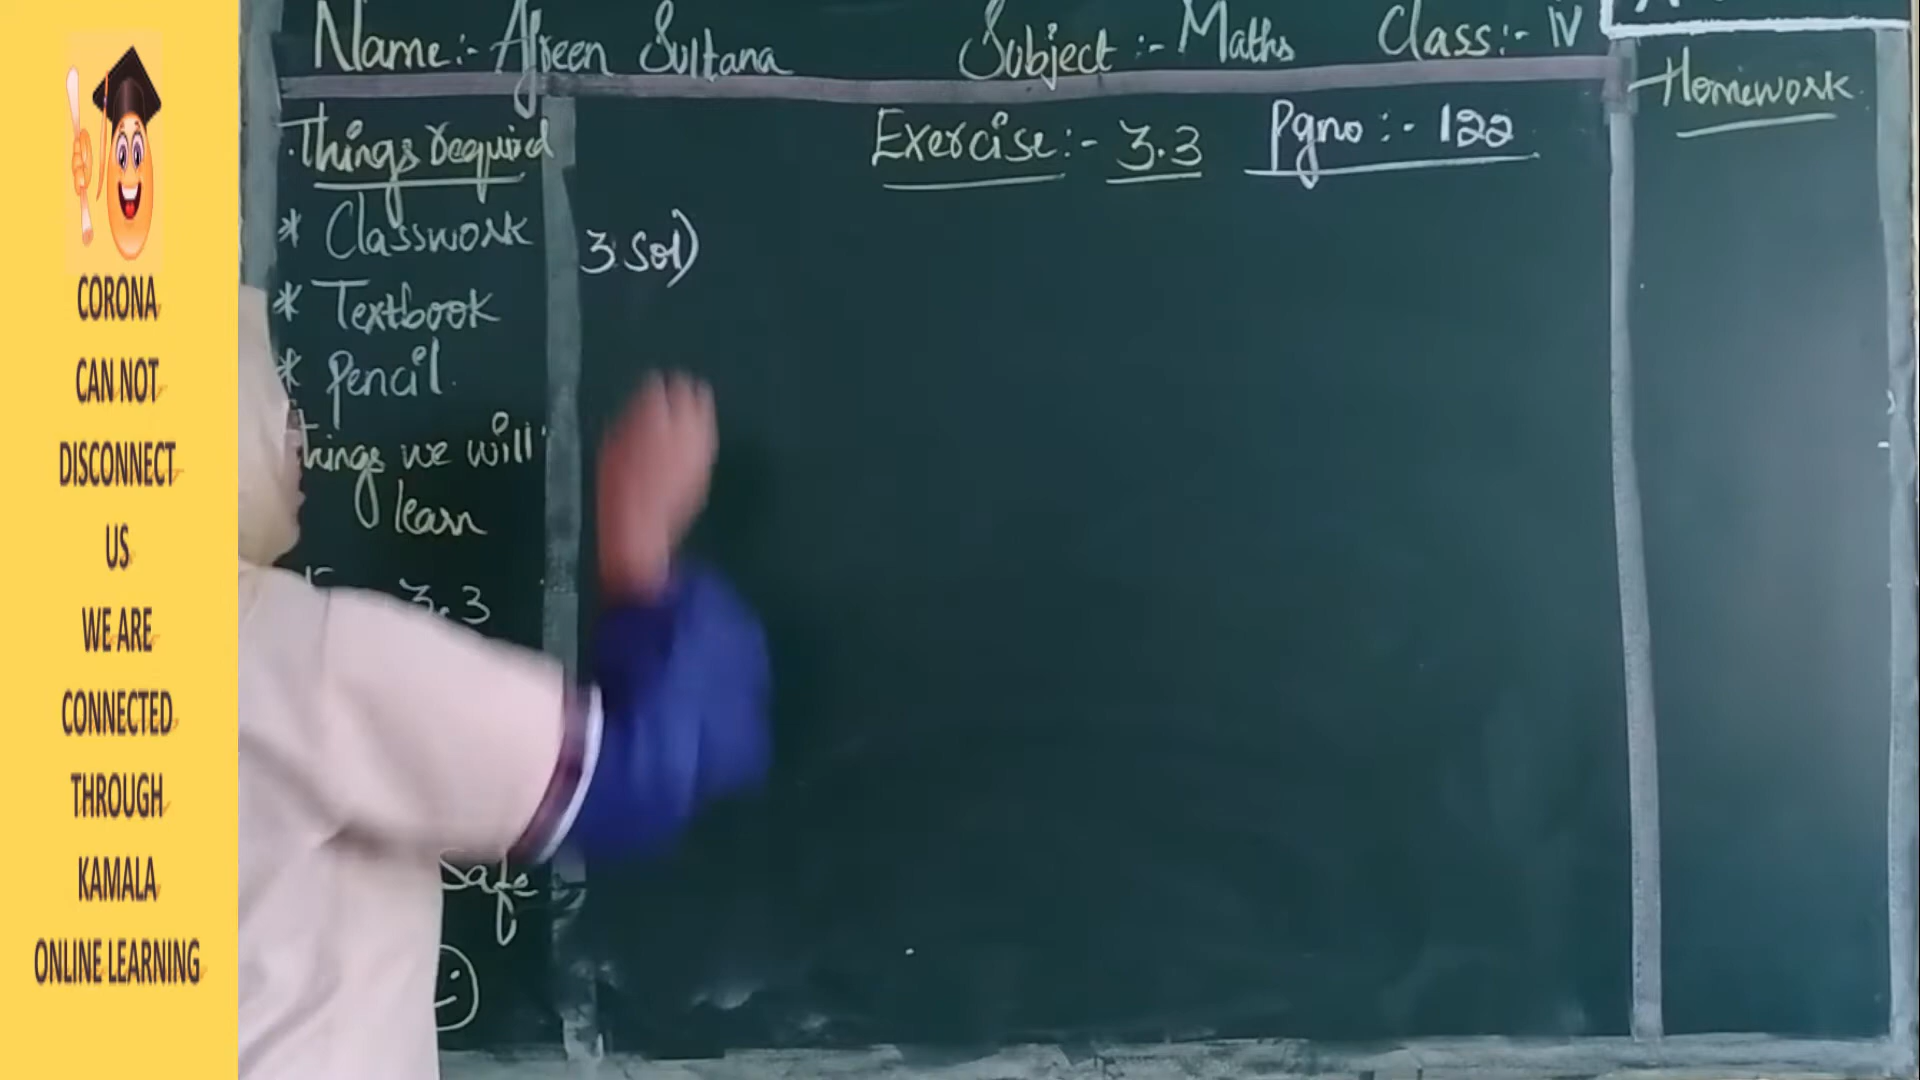 CORONA
CAN NOT
DISCONNECT
US
WE ARE
CONNECTED
THROUGH
KAMALA
ONLINE LEARNING
Name:- Afreen Sultana Subject :- Maths Class:- IV
Things required
* Classwork
* Textbook
* Pencil.
Things we will
learn
3.3
Safe
Exercise:- 3.3 Pgno :- 122
3 Sol)
Homework